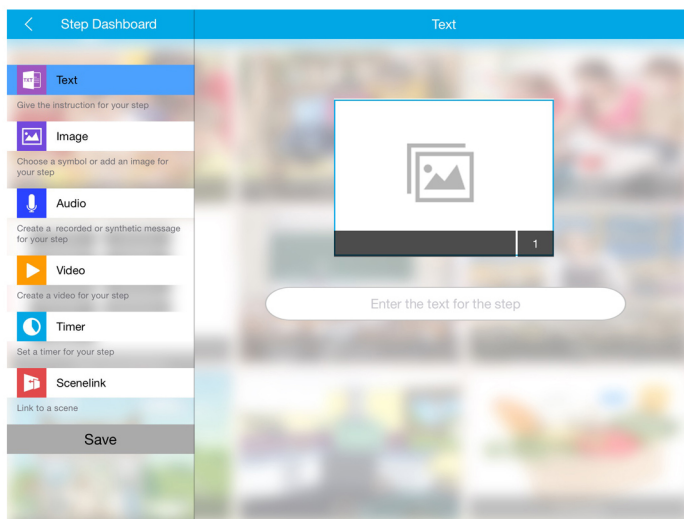 Step Dashboard
Text
TXT
Text
Give the instruction for your step
Image
Choose a symbol or add an image for
your step
Audio
Create a recorded or synthetic message
for your step
Video
Create a video for your step
Timer
Set a timer for your step
Scenelink
Link to a scene
Save
1
Enter the text for the step